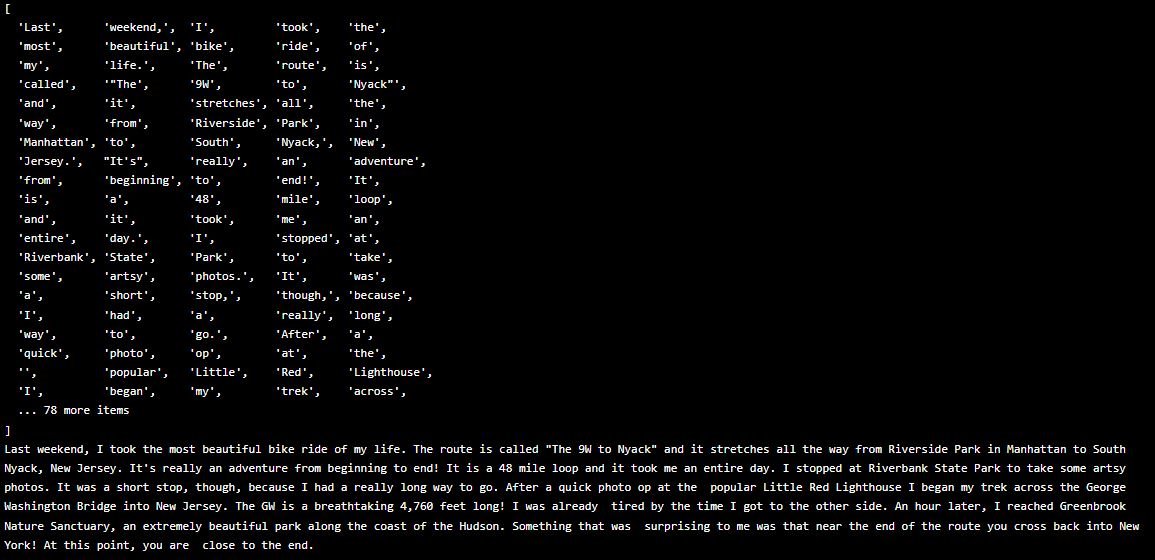 [
  'Last',      'weekend,',  'I',         'took',     'the',
  'most',      'beautiful', 'bike',      'ride',     'of',
  'my',        'life.',     'The',       'route',    'is',
  'called',    '"The',      '9W',        'to',       'Nyack"',
  'and',       'it',        'stretches', 'all',      'the',
  'way',       'from',      'Riverside', 'Park',     'in',
  'Manhattan', 'to',        'South',     'Nyack,',   'New',
  'Jersey.',   "It's",      'really',    'an',       'adventure',
  'from',      'beginning', 'to',        'end!',     'It',
  'is',        'a',         '48',        'mile',     'loop',
  'and',       'it',        'took',      'me',       'an',
  'entire',    'day.',      'I',         'stopped',  'at',
  'Riverbank', 'State',     'Park',      'to',       'take',
  'some',      'artsy',     'photos.',   'It',       'was',
  'a',         'short',     'stop,',     'though,',  'because',
  'I',         'had',       'a',         'really',   'long',
  'way',       'to',        'go.',       'After',    'a',
  'quick',     'photo',     'op',        'at',       'the',
  '',          'popular',   'Little',    'Red',      'Lighthouse',
  'I',         'began',     'my',        'trek',     'across',
  ... 78 more items
]
Last weekend, I took the most beautiful bike ride of my life. The route is called "The 9W to Nyack" and it stretches all the way from Riverside Park in Manhattan to South
Nyack, New Jersey. It's really an adventure from beginning to end! It is a 48 mile loop and it took me an entire day. I stopped at Riverbank State Park to take some artsy
photos. It was a short stop, though, because I had a really long way to go. After a quick photo op at the  popular Little Red Lighthouse I began my trek across the George
Washington Bridge into New Jersey. The GW is a breathtaking 4,760 feet long! I was already  tired by the time I got to the other side. An hour later, I reached Greenbrook
Nature Sanctuary, an extremely beautiful park along the coast of the Hudson. Something that was  surprising to me was that near the end of the route you cross back into New
York! At this point, you are  close to the end.